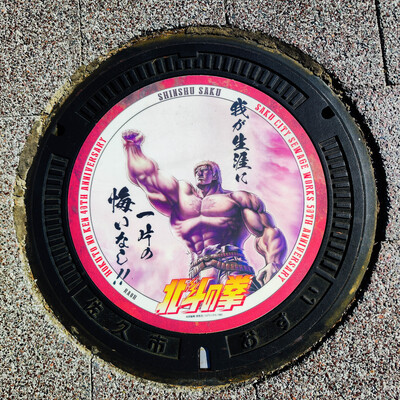 SHINSHU SAKU
SAKU CITY SEWAGE WORKS 50TH ANNIVERSARY
HOKUTO NO KEN 40TH ANNIVERSARY
我が生涯に
一片の
悔いなし!!
RAOH
北斗の拳
佐久市
おすい